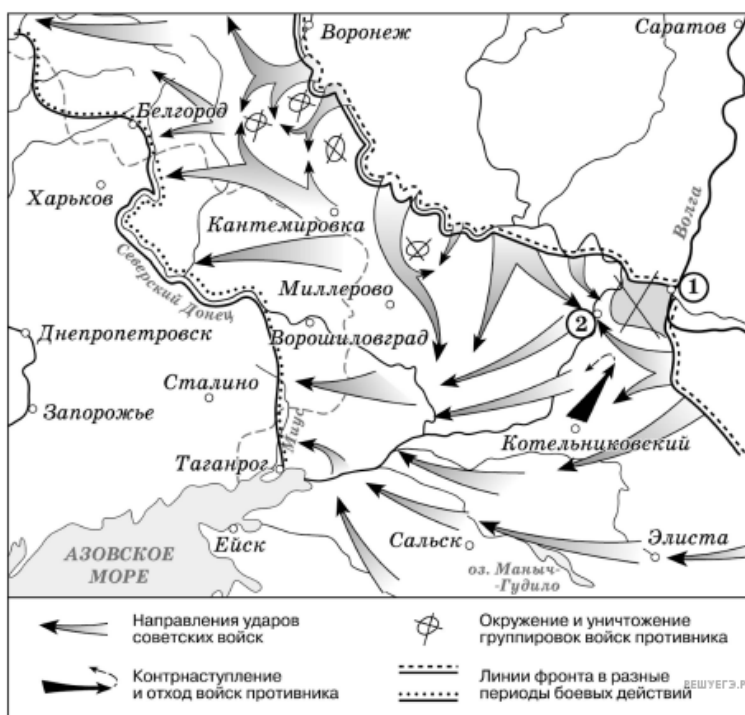 Воронеж
Саратов
Белгород
Волга
Харьков
Кантемировка
Северский Донец
Миллерово
1
2
Днепропетровск
Ворошиловград
Сталино
Запорожье
Миус
Котельниковский
Таганрог
АЗОВСКОЕ
МОРЕ
Ейск
Сальск
Элиста
оз. Маныч-
-Гудило
Направления ударов
советских войск
Окружение и уничтожение
группировок войск противника
Контрнаступление
и отход войск противника
Линии фронта в разные
периоды боевых действий